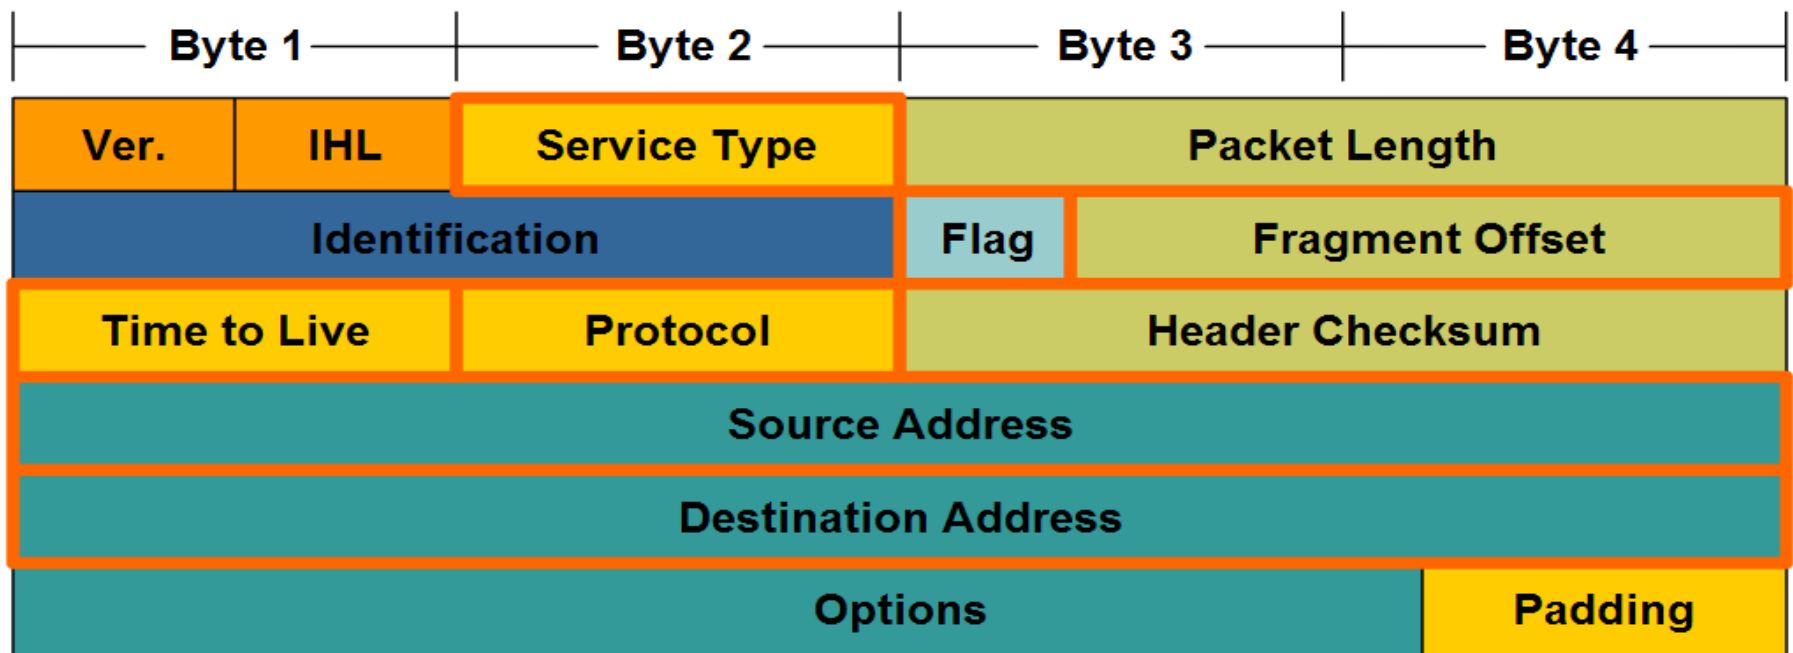 Byte 1 Byte 2 Byte 3 Byte 4
Ver. IHL Service Type Packet Length
Identification Flag Fragment Offset
Time to Live Protocol Header Checksum
Source Address
Destination Address
Options Padding